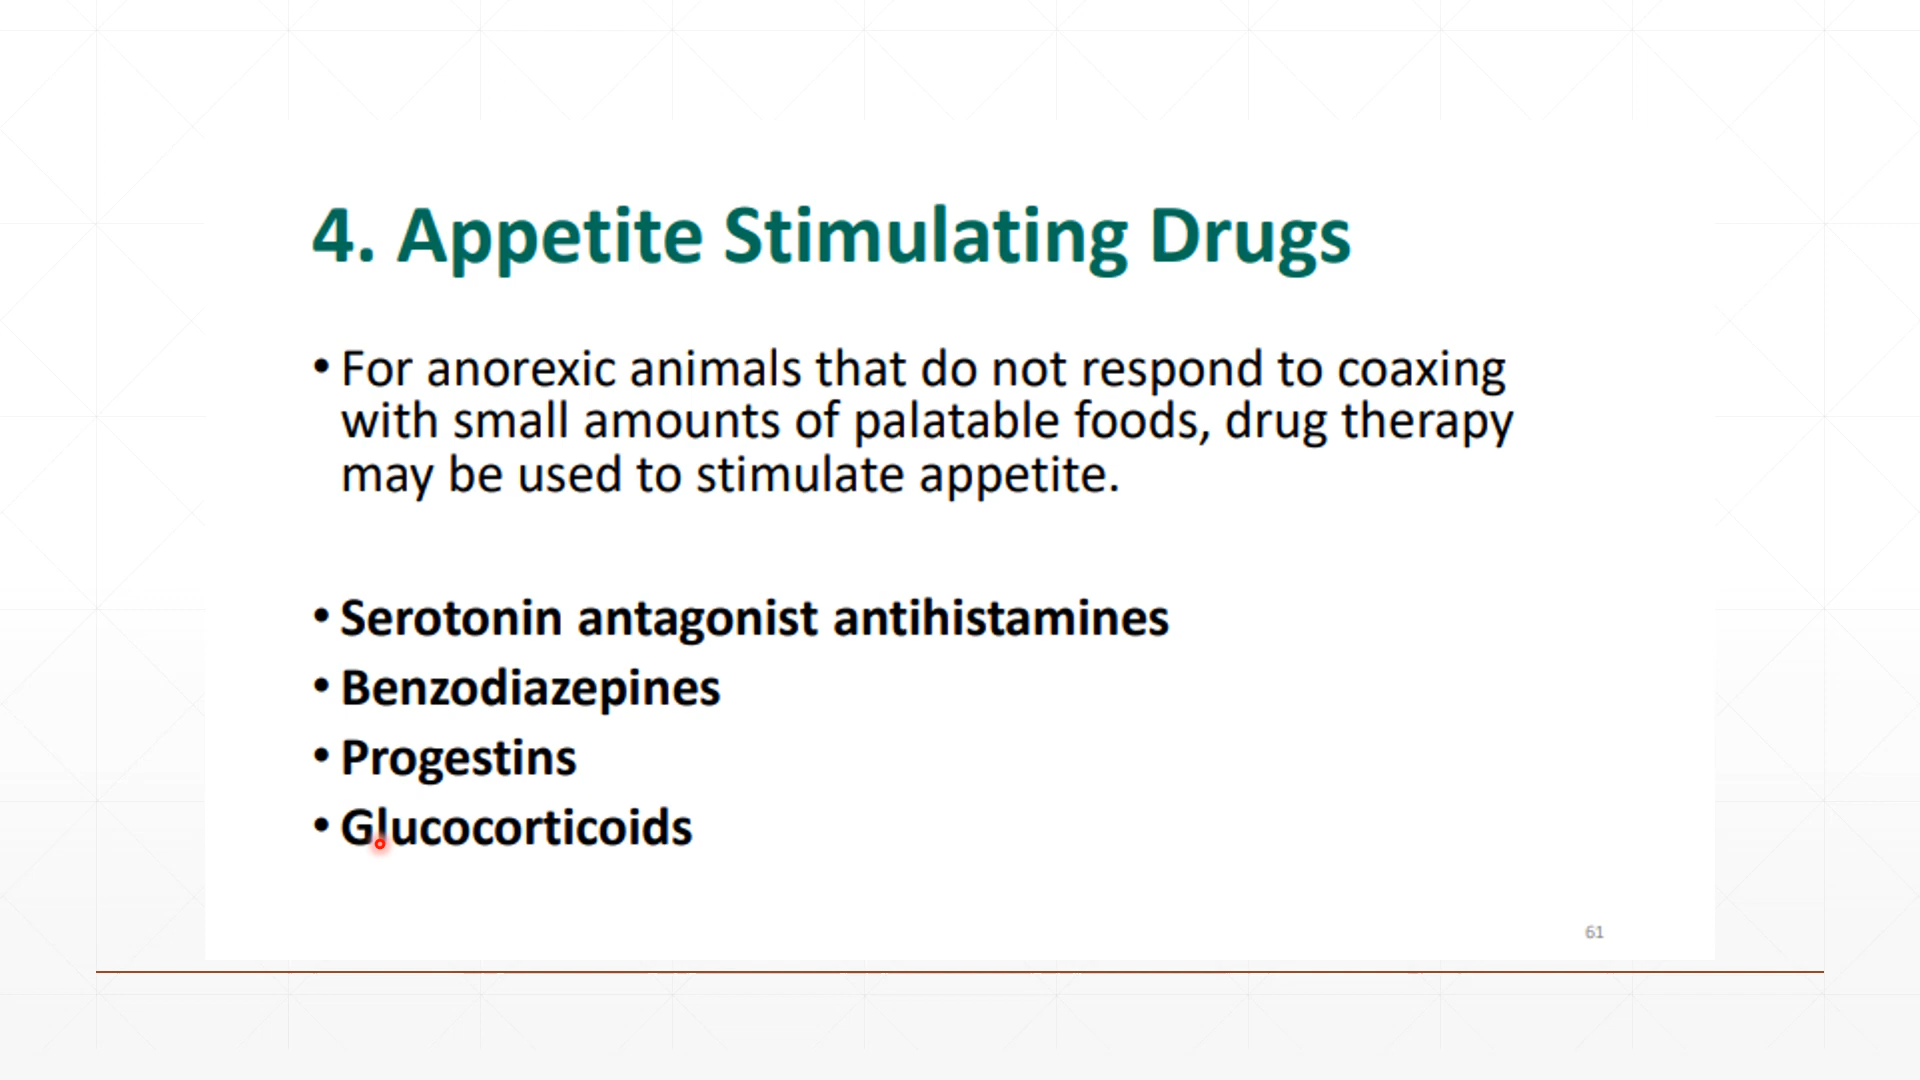 4. Appetite Stimulating Drugs
• For anorexic animals that do not respond to coaxing
with small amounts of palatable foods, drug therapy
may be used to stimulate appetite.
• Serotonin antagonist antihistamines
• Benzodiazepines
• Progestins
• Glucocorticoids
61